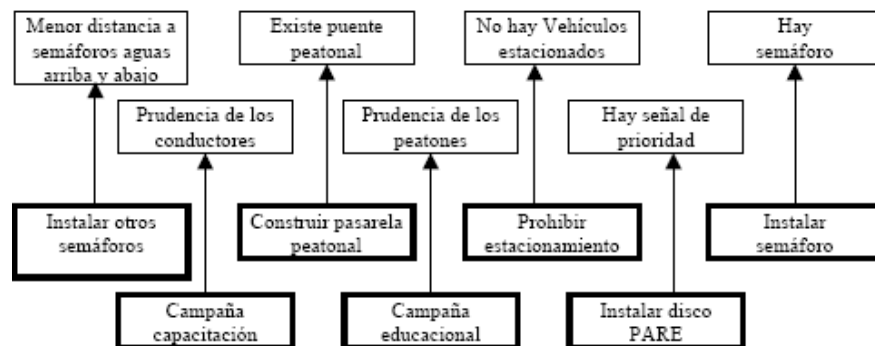 Menor distancia a
semáforos aguas
arriba y abajo
Existe puente
peatonal
No hay Vehículos
estacionados
Hay
semáforo
Prudencia de los
conductores
Prudencia de los
peatones
Hay señal de
prioridad
Instalar otros
semáforos
Construir pasarela
peatonal
Prohibir
estacionamiento
Instalar
semáforo
Campaña
capacitación
Campaña
educacional
Instalar disco
PARE